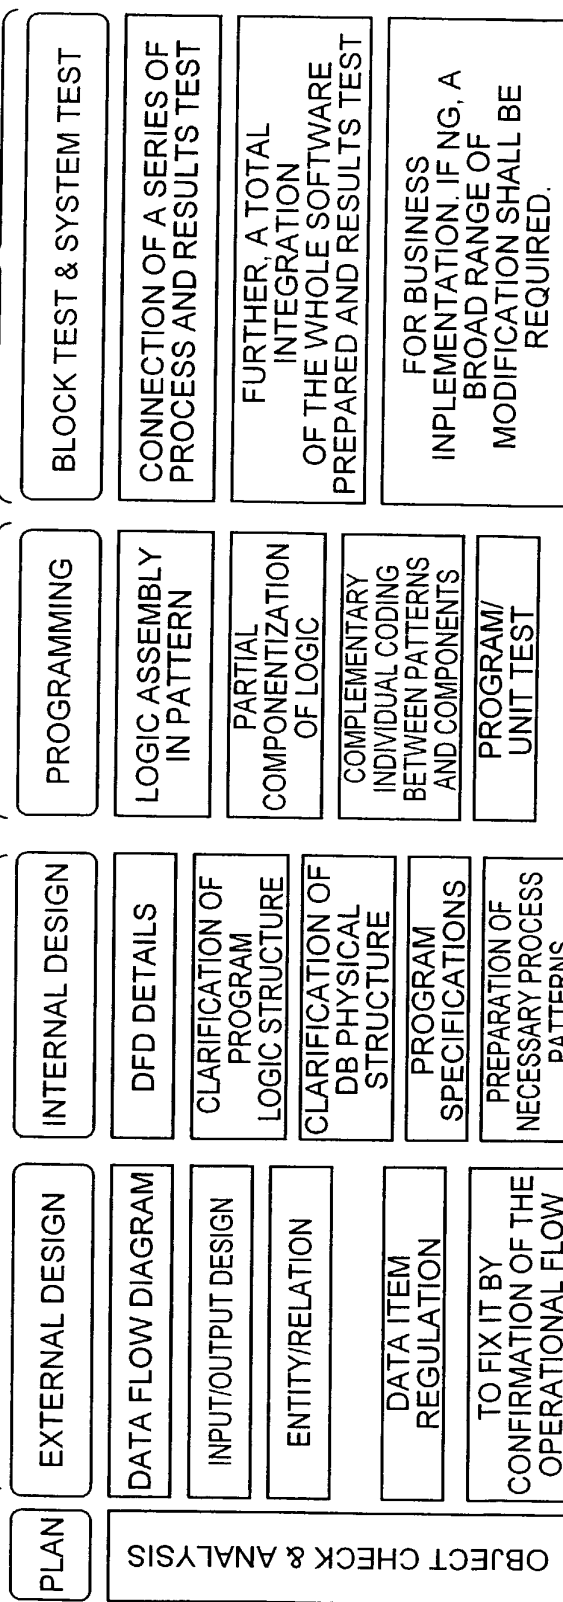 PLAN
OBJECT CHECK & ANALYSIS
EXTERNAL DESIGN
DATA FLOW DIAGRAM
INPUT/OUTPUT DESIGN
ENTITY/RELATION
DATA ITEM
REGULATION
TO FIX IT BY
CONFIRMATION OF THE
OPERATIONAL FLOW
INTERNAL DESIGN
DFD DETAILS
CLARIFICATION OF
PROGRAM
LOGIC STRUCTURE
CLARIFICATION OF
DB PHYSICAL
STRUCTURE
PROGRAM
SPECIFICATIONS
PREPARATION OF
NECESSARY PROCESS
PATTERNS
PROGRAMMING
LOGIC ASSEMBLY
IN PATTERN
PARTIAL
COMPONENTIZATION
OF LOGIC
COMPLEMENTARY
INDIVIDUAL CODING
BETWEEN PATTERNS
AND COMPONENTS
PROGRAM/
UNIT TEST
BLOCK TEST & SYSTEM TEST
CONNECTION OF A SERIES OF
PROCESS AND RESULTS TEST
FURTHER, A TOTAL
INTEGRATION
OF THE WHOLE SOFTWARE
PREPARED AND RESULTS TEST
FOR BUSINESS
INPLEMENTATION. IF NG, A
BROAD RANGE OF
MODIFICATION SHALL BE
REQUIRED.